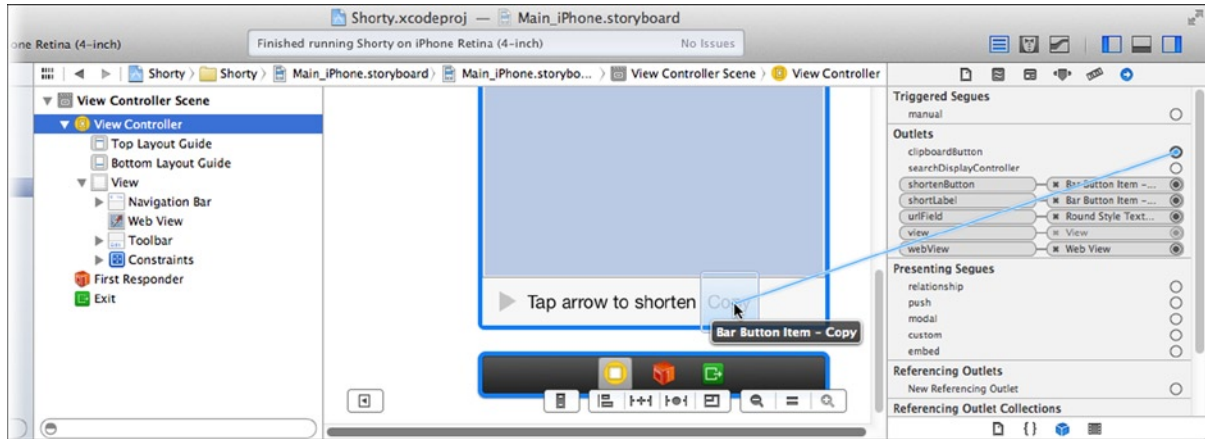 Shorty.xcodeproj — Main_iPhone.storyboard
one Retina (4-inch)
Finished running Shorty on iPhone Retina (4-inch) No Issues
Shorty Shorty Main_iPhone.storyboard Main_iPhone.storybo... View Controller Scene View Controller
View Controller Scene
View Controller
Top Layout Guide
Bottom Layout Guide
View
Navigation Bar
Web View
Toolbar
Constraints
First Responder
Exit
Tap arrow to shorten Copy
Bar Button Item – Copy
Triggered Segues
manual
Outlets
clipboardButton
searchDisplayController
shortenButton Bar Button Item –...
shortLabel Bar Button Item –...
urlField Round Style Text...
view View
webView Web View
Presenting Segues
relationship
push
modal
custom
embed
Referencing Outlets
New Referencing Outlet
Referencing Outlet Collections
{}